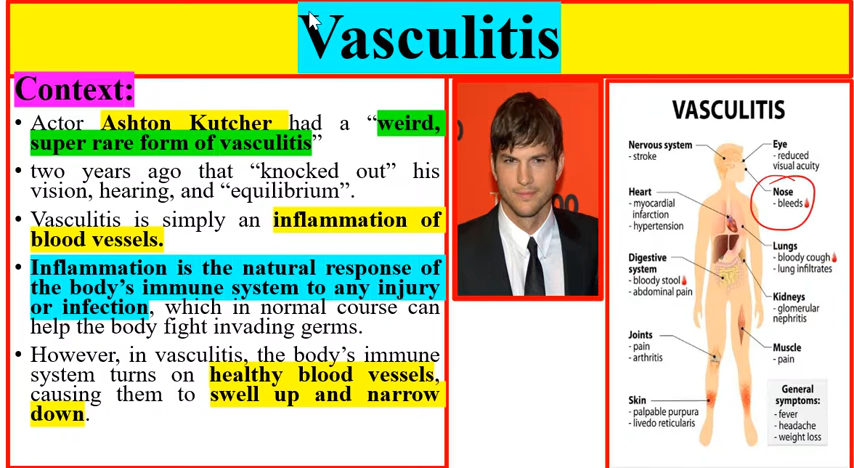 Vasculitis
Context:
• Actor Ashton Kutcher had a “weird,
super rare form of vasculitis”
• two years ago that “knocked out” his
vision, hearing, and “equilibrium”.
• Vasculitis is simply an inflammation of
blood vessels.
• Inflammation is the natural response of
the body’s immune system to any injury
or infection, which in normal course can
help the body fight invading germs.
• However, in vasculitis, the body’s immune
system turns on healthy blood vessels,
causing them to swell up and narrow
down.
VASCULITIS
Nervous system
- stroke
Heart
- myocardial
infarction
- hypertension
Digestive
system
- bloody stool
- abdominal pain
Joints
- pain
- arthritis
Skin
- palpable purpura
- livedo reticularis
Eye
- reduced
visual acuity
Nose
- bleeds
Lungs
- bloody cough
- lung infiltrates
Kidneys
- glomerular
nephritis
Muscle
- pain
General
symptoms:
- fever
- headache
- weight loss